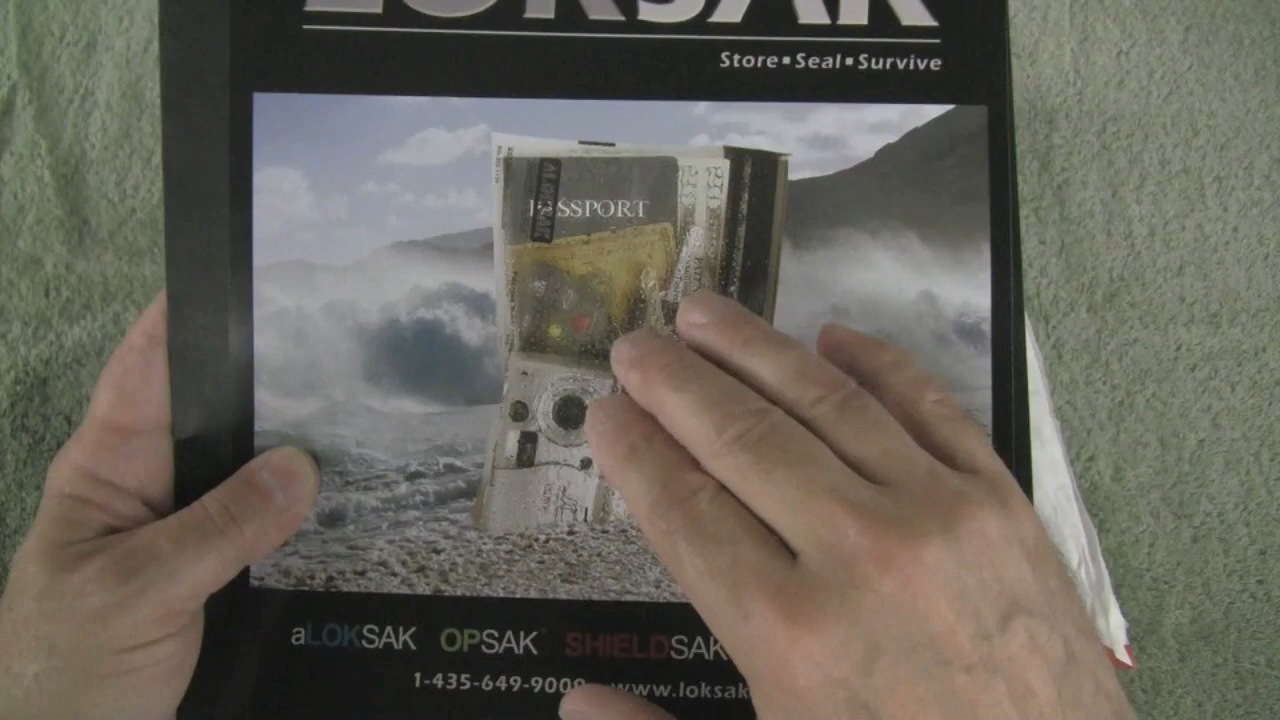 LOKSAK
Store▪Seal▪Survive
PASSPORT
aLOKSAK OPSAK SHIELDSAK
1-435-649-9009 www.loksak